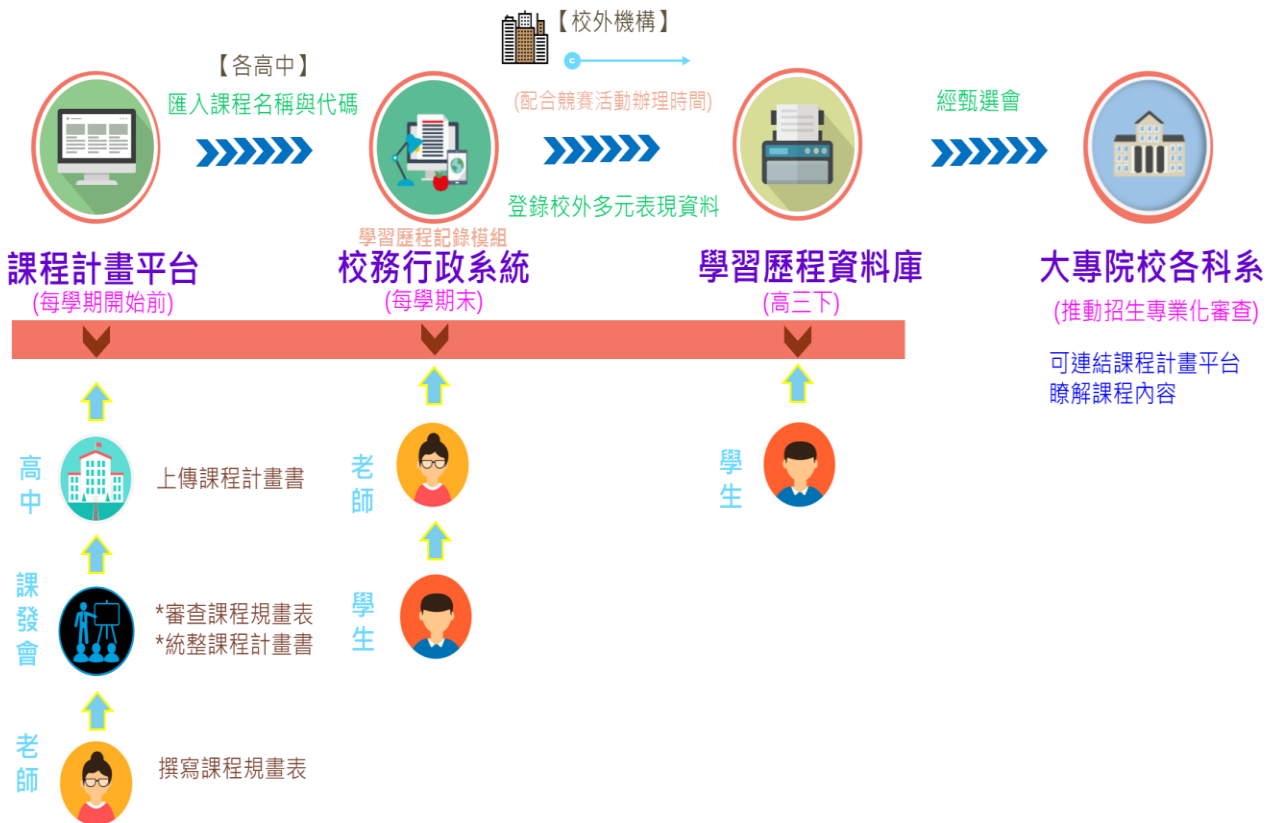 【校外機構】
【各高中】
匯入課程名稱與代碼
(配合競賽活動辦理時間)
經甄選會
登錄校外多元表現資料
學習歷程記錄模組
課程計畫平台
(每學期開始前)
校務行政系統
(每學期末)
學習歷程資料庫
(高三下)
大專院校各科系
(推動招生專業化審查)
可連結課程計畫平台
瞭解課程內容
高中
上傳課程計畫書
老師
學生
課發會
*審查課程規畫表
*統整課程計畫書
學生
老師
撰寫課程規畫表